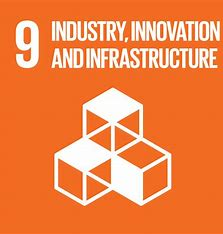 9 INDUSTRY, INNOVATION
AND INFRASTRUCTURE